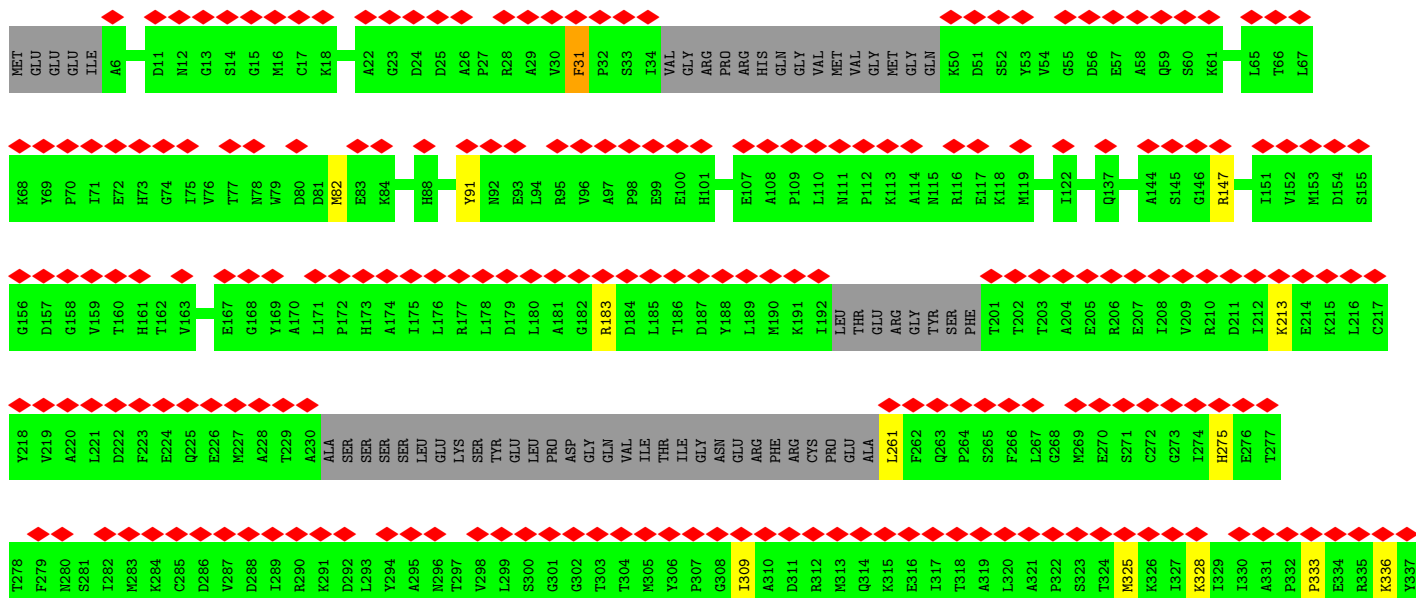 MET GLU GLU GLU ILE A6 D11 N12 G13 S14 G15 M16 C17 K18 A22 G23 D24 D25 A26 P27 R28 A29 V30 F31 P32 S33 I34 VAL GLY ARG PRO ARG HIS GLN GLY VAL MET VAL GLY MET GLY GLN K50 D51 S52 Y53 V54 G55 D56 E57 A58 Q59 S60 K61 L65 T66 L67
K68 Y69 P70 I71 E72 H73 G74 I75 V76 T77 N78 W79 D80 D81 M82 E83 K84 H88 Y91 N92 E93 L94 R95 V96 A97 P98 E99 E100 H101 E107 A108 P109 L110 N111 P112 K113 A114 N115 R116 E117 K118 M119 I122 Q137 A144 S145 G146 R147 I151 V152 M153 D154 S155
G156 D157 G158 V159 T160 H161 T162 V163 E167 G168 Y169 A170 L171 P172 H173 A174 I175 L176 R177 L178 D179 L180 A181 G182 R183 D184 L185 T186 D187 Y188 L189 M190 K191 I192 LEU THR GLU ARG GLY TYR SER PHE T201 T202 T203 A204 E205 R206 E207 I208 V209 R210 D211 I212 K213 E214 K215 L216 C217
Y218 V219 A220 L221 D222 F223 E224 Q225 E226 M227 A228 T229 A230 ALA SER SER SER SER LEU GLU LYS SER TYR GLU LEU PRO ASP GLY GLN VAL ILE THR ILE GLY ASN GLU ARG PHE ARG CYS PRO GLU ALA L261 F262 Q263 P264 S265 F266 L267 G268 M269 E270 S271 C272 G273 I274 H275 E276 T277
T278 F279 N280 S281 I282 M283 K284 C285 D286 V287 D288 I289 R290 K291 D292 L293 Y294 A295 N296 T297 V298 L299 S300 G301 G302 T303 T304 M305 Y306 P307 G308 I309 A310 D311 R312 M313 Q314 K315 E316 I317 T318 A319 L320 A321 P322 S323 T324 M325 K326 I327 K328 I329 I330 A331 P332 P333 E334 R335 K336 Y337